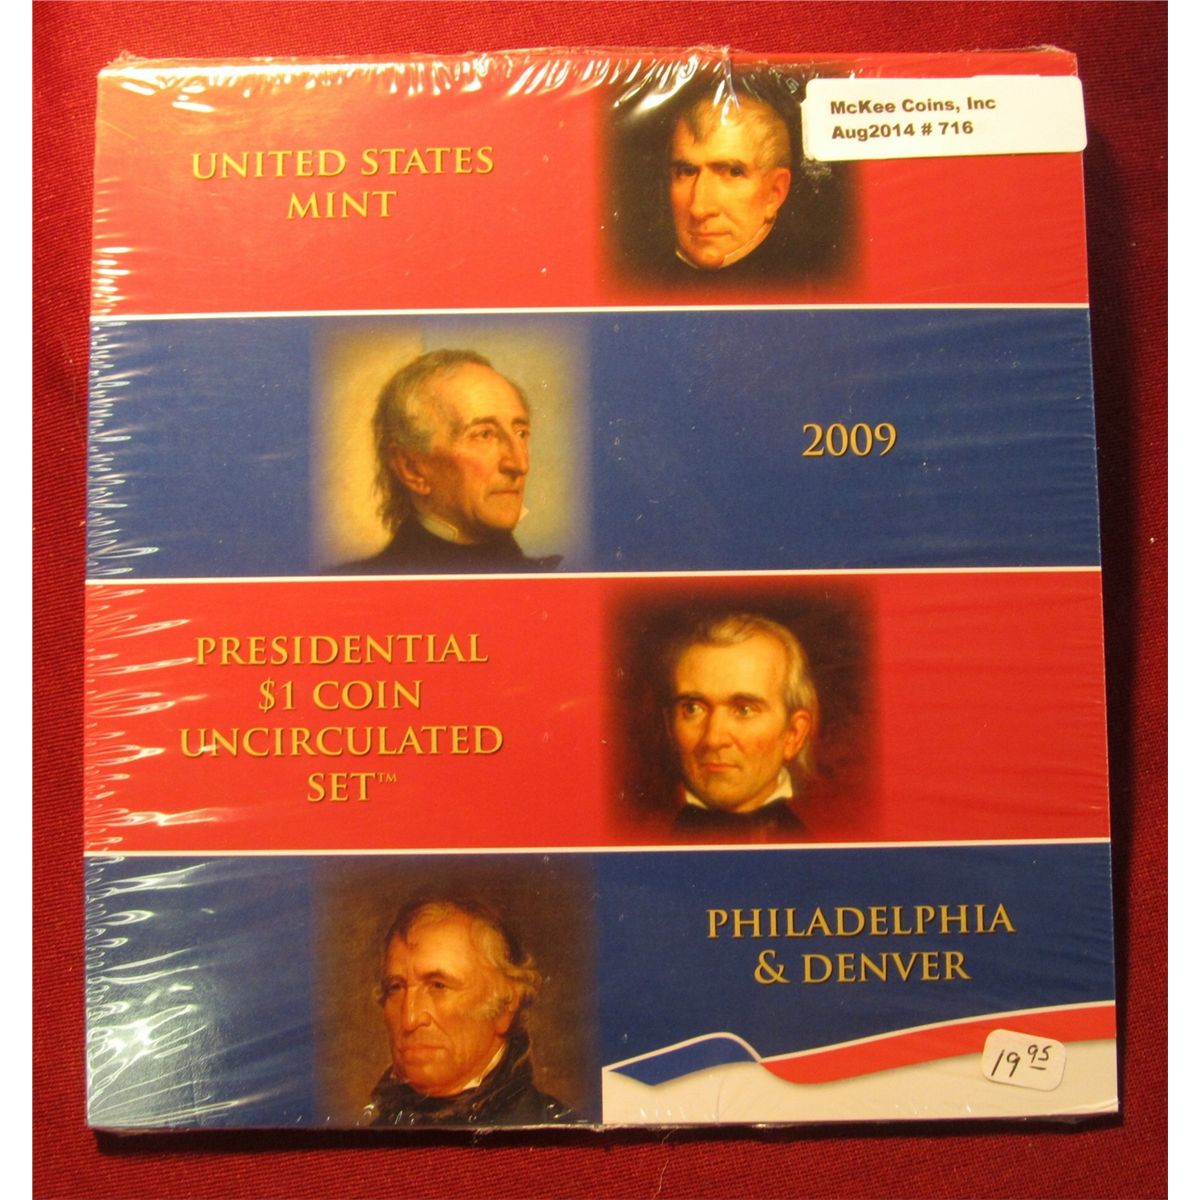 McKee Coins, Inc
Aug2014 # 716
UNITED STATES
MINT
2009
PRESIDENTIAL
$1 COIN
UNCIRCULATED
SET™
PHILADELPHIA
& DENVER
19 95